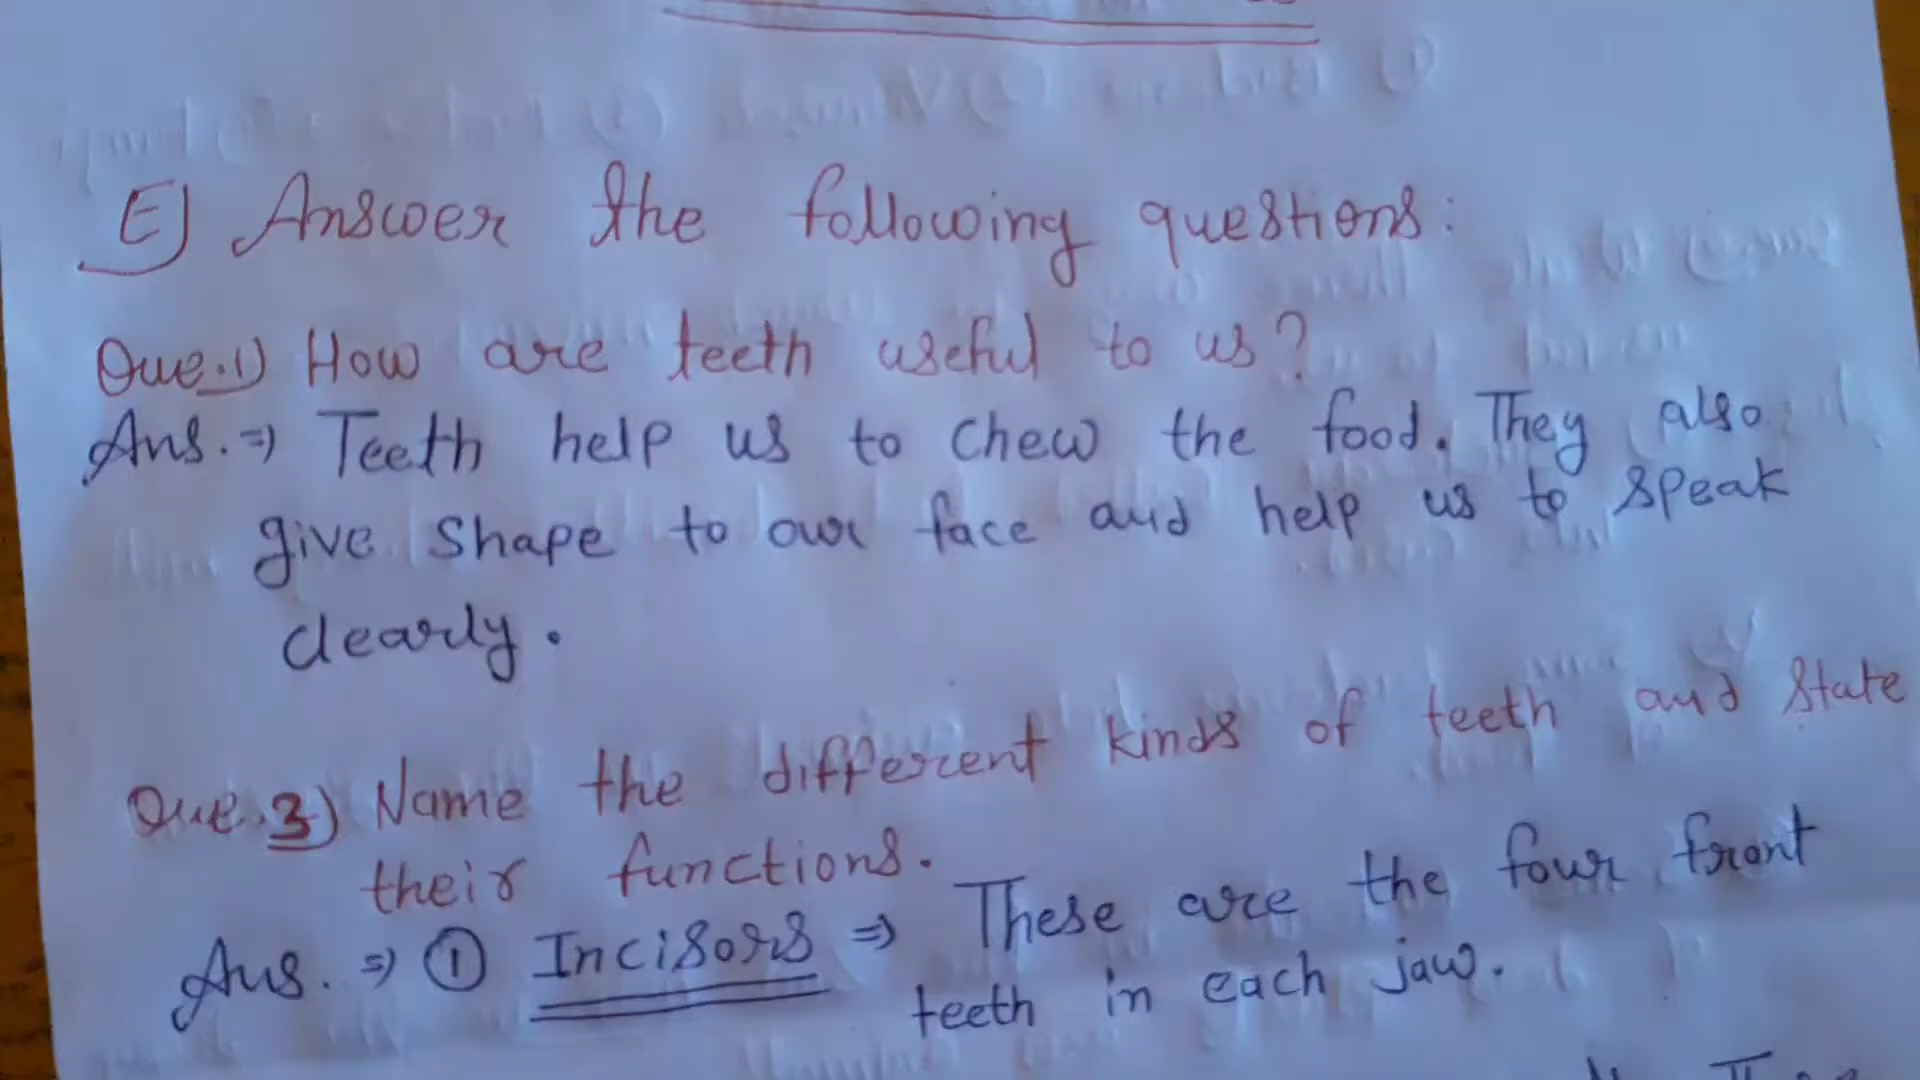 E) Answer the following questions:
Que.1) How are teeth useful to us?
Ans.⇒ Teeth help us to chew the food. They also
give shape to our face and help us to speak
clearly.
Que.3) Name the different kinds of teeth and state
their functions.
Ans. ⇒ ① Incisors ⇒ These are the four front
teeth in each jaw.